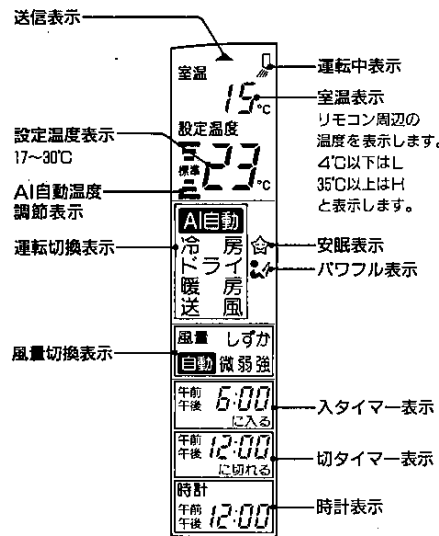 送信表示
運転中表示
室温
15℃
室温表示
リモコン周辺の
温度を表示します。
4℃以下はL
35℃以上はH
と表示します。
設定温度
設定温度表示
17〜30℃
標準
23℃
AI自動温度
調節表示
AI自動
運転切換表示
冷房
ドライ
暖房
送風
安眠表示
パワフル表示
風量 しずか
自動 微 弱 強
風量切換表示
午前
午後 6:00
に入る
入タイマー表示
午前
午後 12:00
に切れる
切タイマー表示
時計
午前
午後 12:00
時計表示